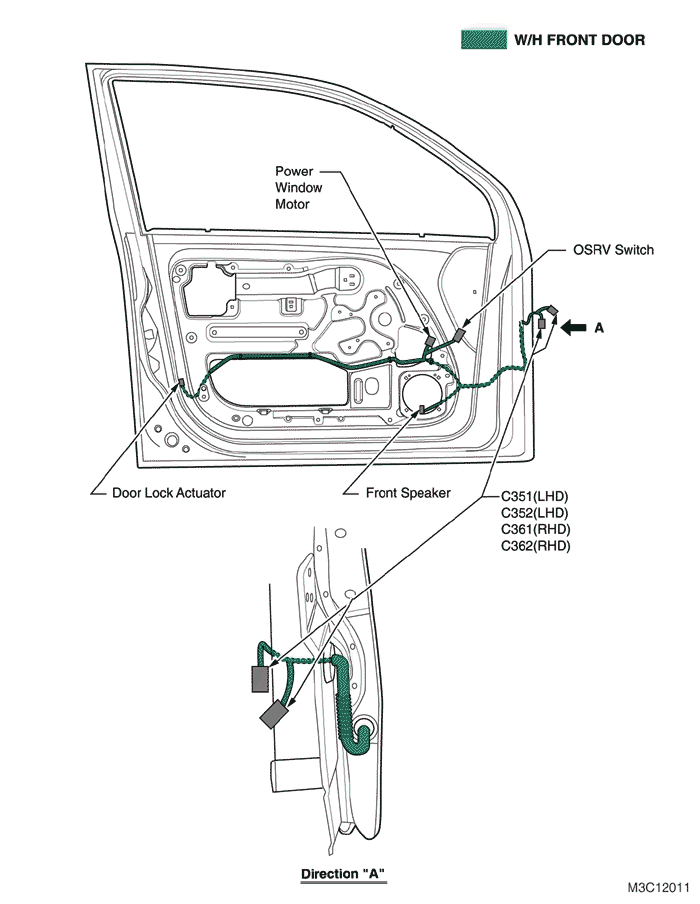 W/H FRONT DOOR
Power
Window
Motor
OSRV Switch
A
Door Lock Actuator
Front Speaker
C351(LHD)
C352(LHD)
C361(RHD)
C362(RHD)
Direction "A"
M3C12011